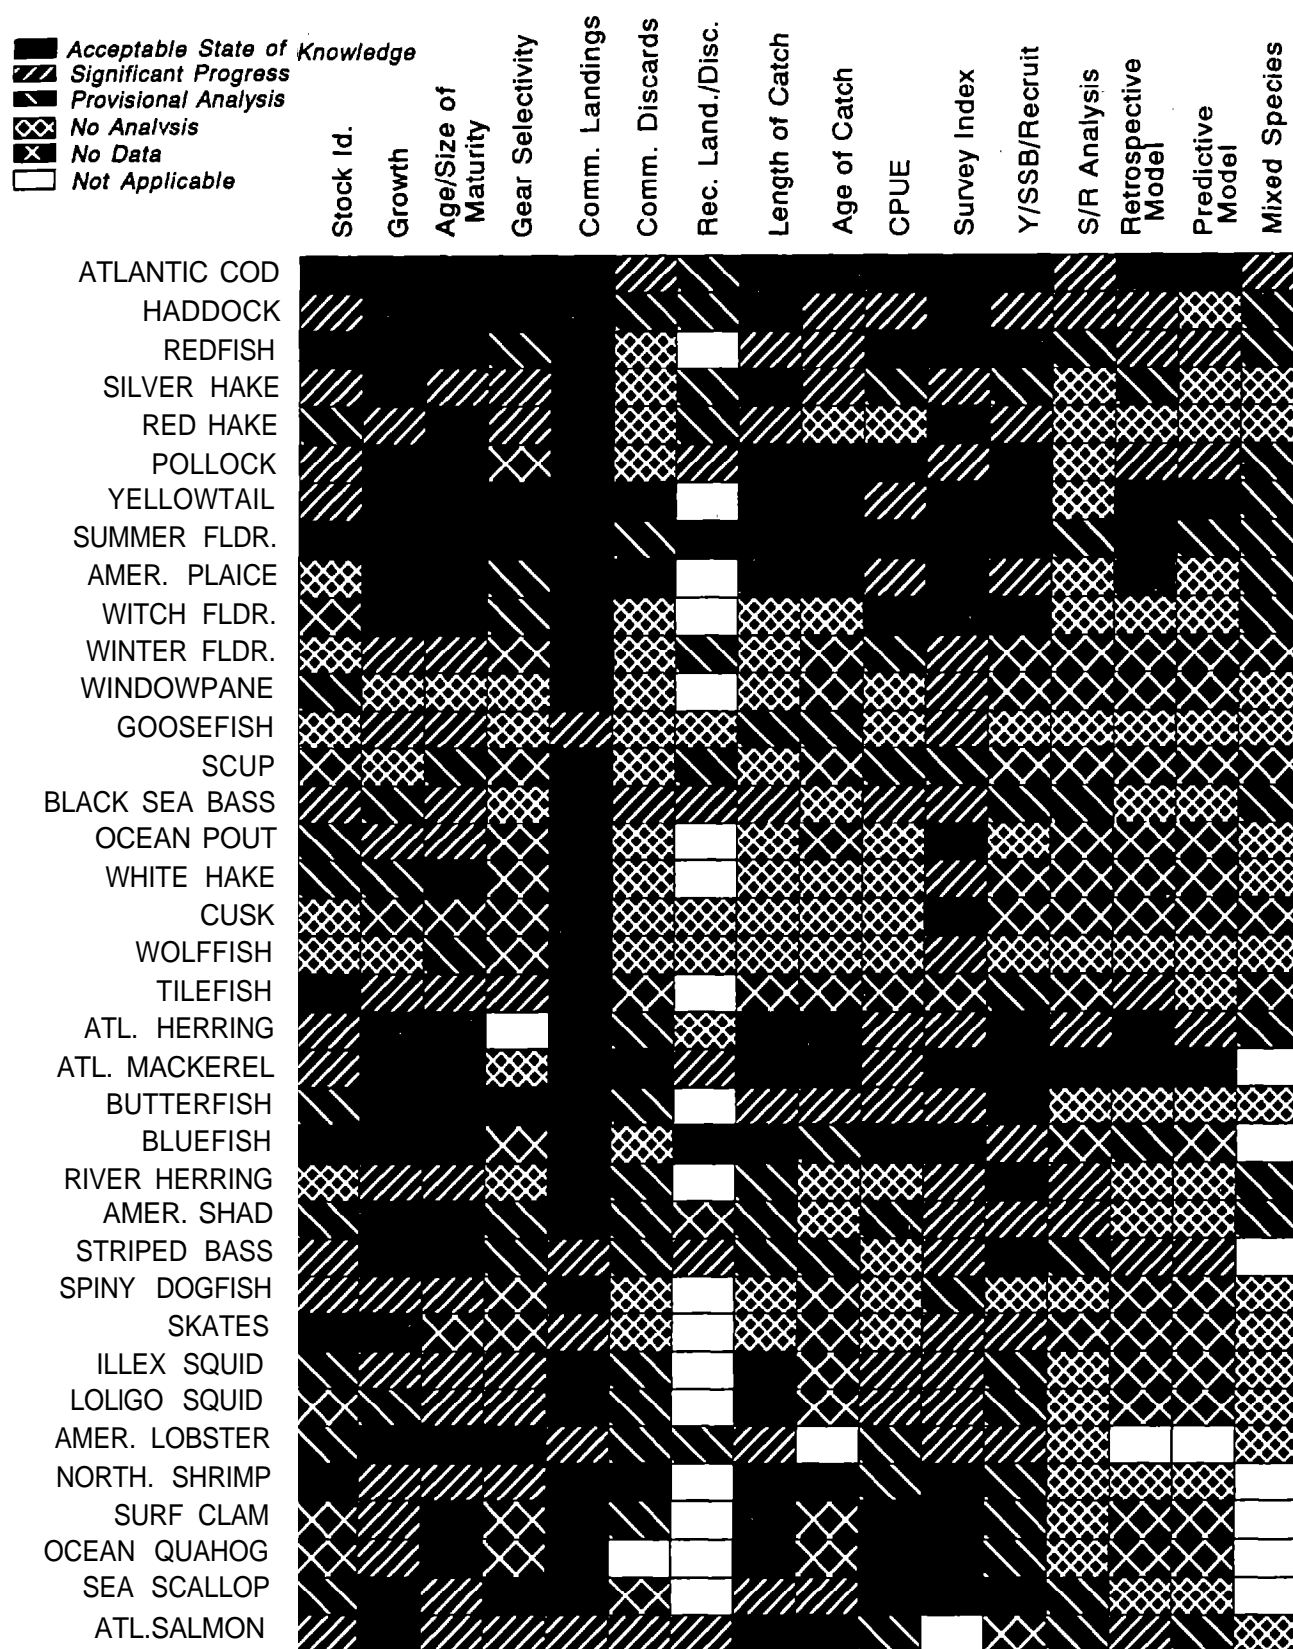 Acceptable State of Knowledge
Significant Progress
Provisional Analysis
No Analvsis
No Data
Not Applicable
Stock Id.
Growth
Age/Size of
Maturity
Gear Selectivity
Comm. Landings
Comm. Discards
Rec. Land./Disc.
Length of Catch
Age of Catch
CPUE
Survey Index
Y/SSB/Recruit
S/R Analysis
Retrospective
Model
Predictive
Model
Mixed Species
ATLANTIC COD
HADDOCK
REDFISH
SILVER HAKE
RED HAKE
POLLOCK
YELLOWTAIL
SUMMER FLDR.
AMER. PLAICE
WITCH FLDR.
WINTER FLDR.
WINDOWPANE
GOOSEFISH
SCUP
BLACK SEA BASS
OCEAN POUT
WHITE HAKE
CUSK
WOLFFISH
TILEFISH
ATL. HERRING
ATL. MACKEREL
BUTTERFISH
BLUEFISH
RIVER HERRING
AMER. SHAD
STRIPED BASS
SPINY DOGFISH
SKATES
ILLEX SQUID
LOLIGO SQUID
AMER. LOBSTER
NORTH. SHRIMP
SURF CLAM
OCEAN QUAHOG
SEA SCALLOP
ATL.SALMON